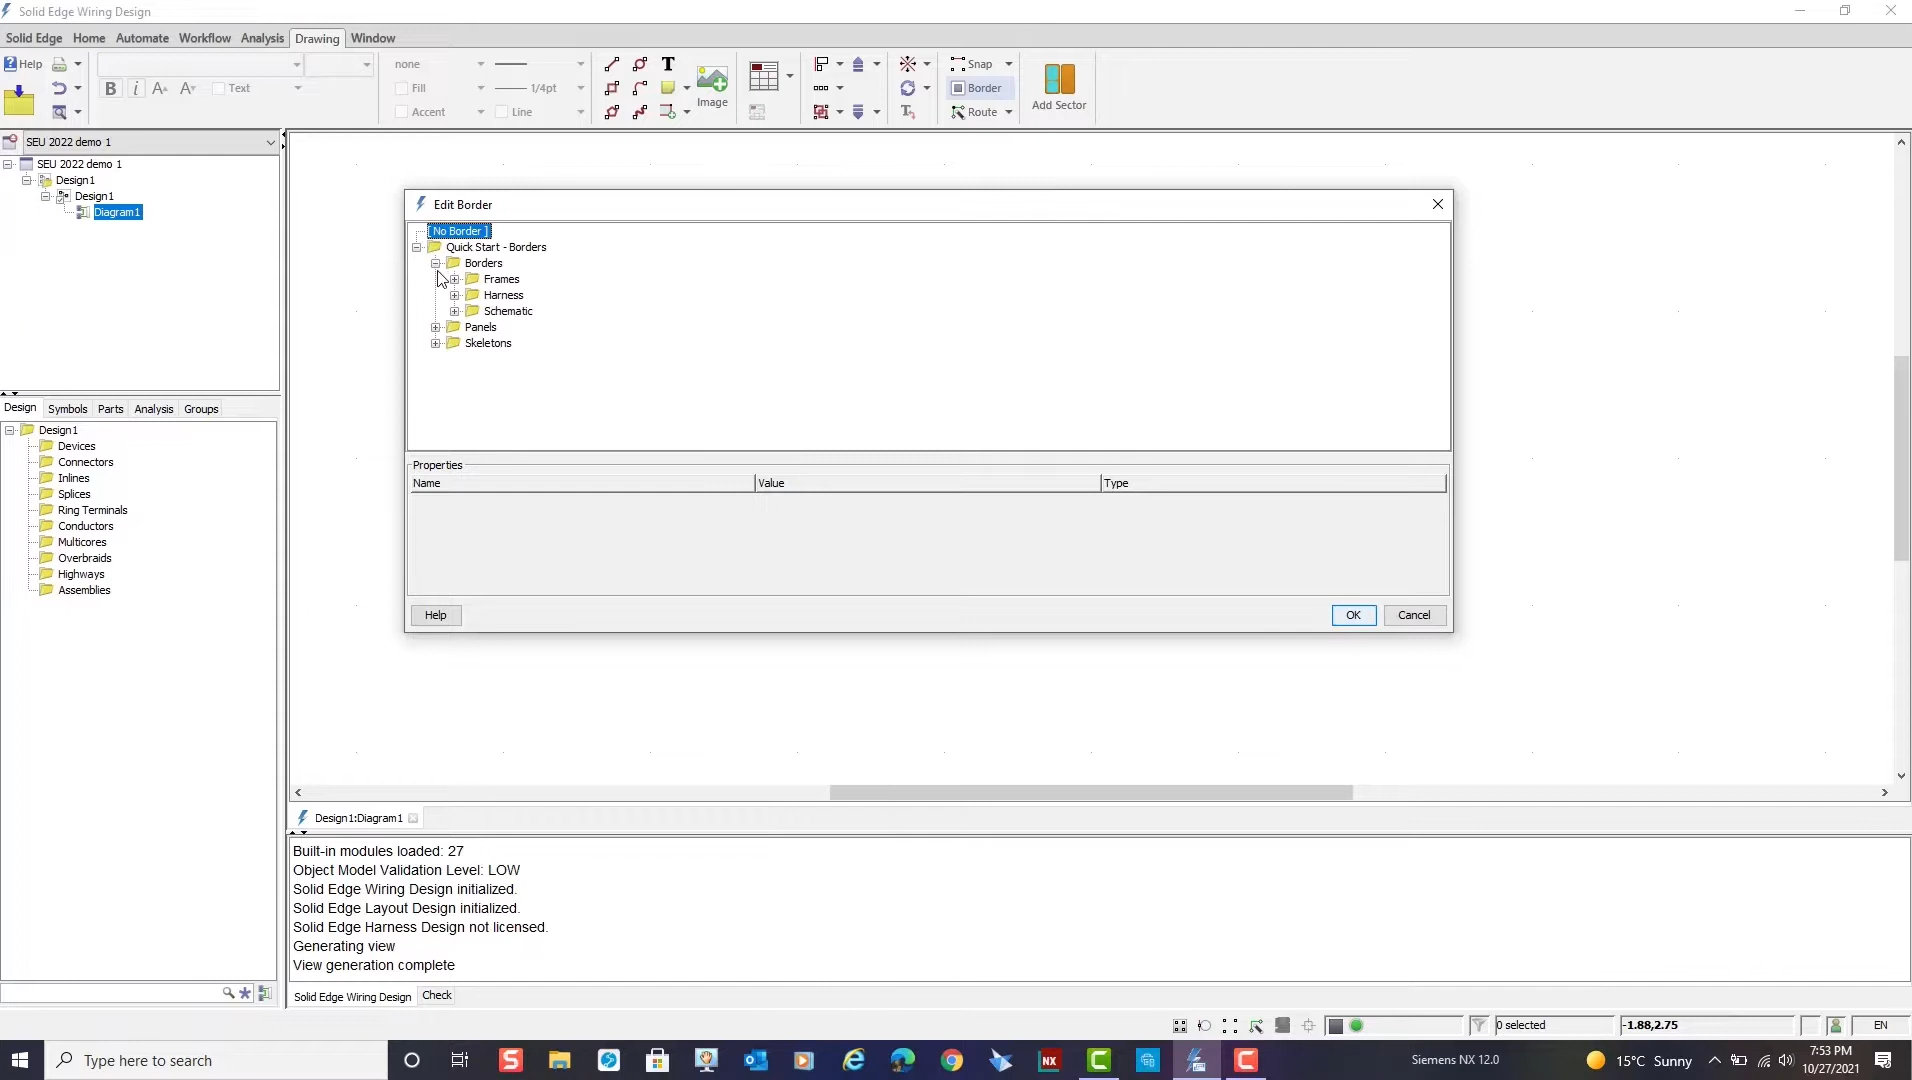 Solid Edge Wiring Design
Solid Edge Home Automate Workflow Analysis Drawing Window
Help
B i A A Text
none
Fill
1/4pt
Accent
Line
T
Image
Snap
Border
Route
Add Sector
SEU 2022 demo 1
SEU 2022 demo 1
Design1
Design1
Diagram1
Edit Border
[ No Border ]
Quick Start - Borders
Borders
Frames
Harness
Schematic
Panels
Skeletons
Properties
Name Value Type
Help OK Cancel
Design Symbols Parts Analysis Groups
Design1
Devices
Connectors
Inlines
Splices
Ring Terminals
Conductors
Multicores
Overbraids
Highways
Assemblies
Design1:Diagram1
Built-in modules loaded: 27
Object Model Validation Level: LOW
Solid Edge Wiring Design initialized.
Solid Edge Layout Design initialized.
Solid Edge Harness Design not licensed.
Generating view
View generation complete
Solid Edge Wiring Design Check
0 selected -1.88,2.75 EN
Type here to search
NX
Siemens NX 12.0
15°C Sunny
7:53 PM
10/27/2021